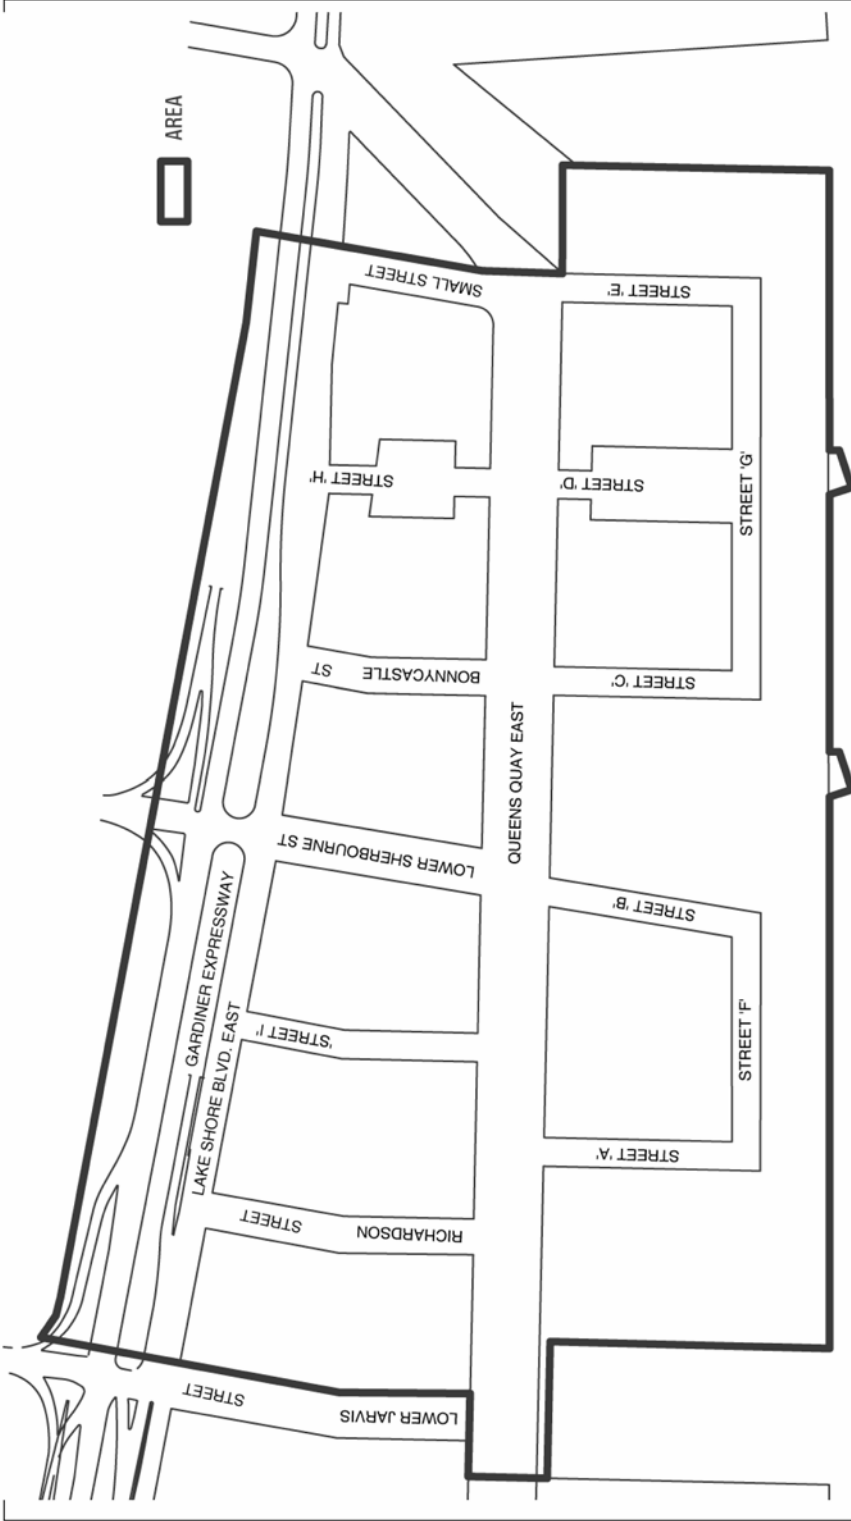 AREA
SMALL STREET
STREET 'E'
STREET 'H'
STREET 'D'
STREET 'G'
BONNYCASTLE
ST
STREET 'C'
QUEENS QUAY EAST
LOWER SHERBOURNE ST
STREET 'B'
GARDINER EXPRESSWAY
LAKE SHORE BLVD. EAST
'STREET I'
STREET 'F'
STREET 'A'
RICHARDSON
STREET
LOWER JARVIS
STREET